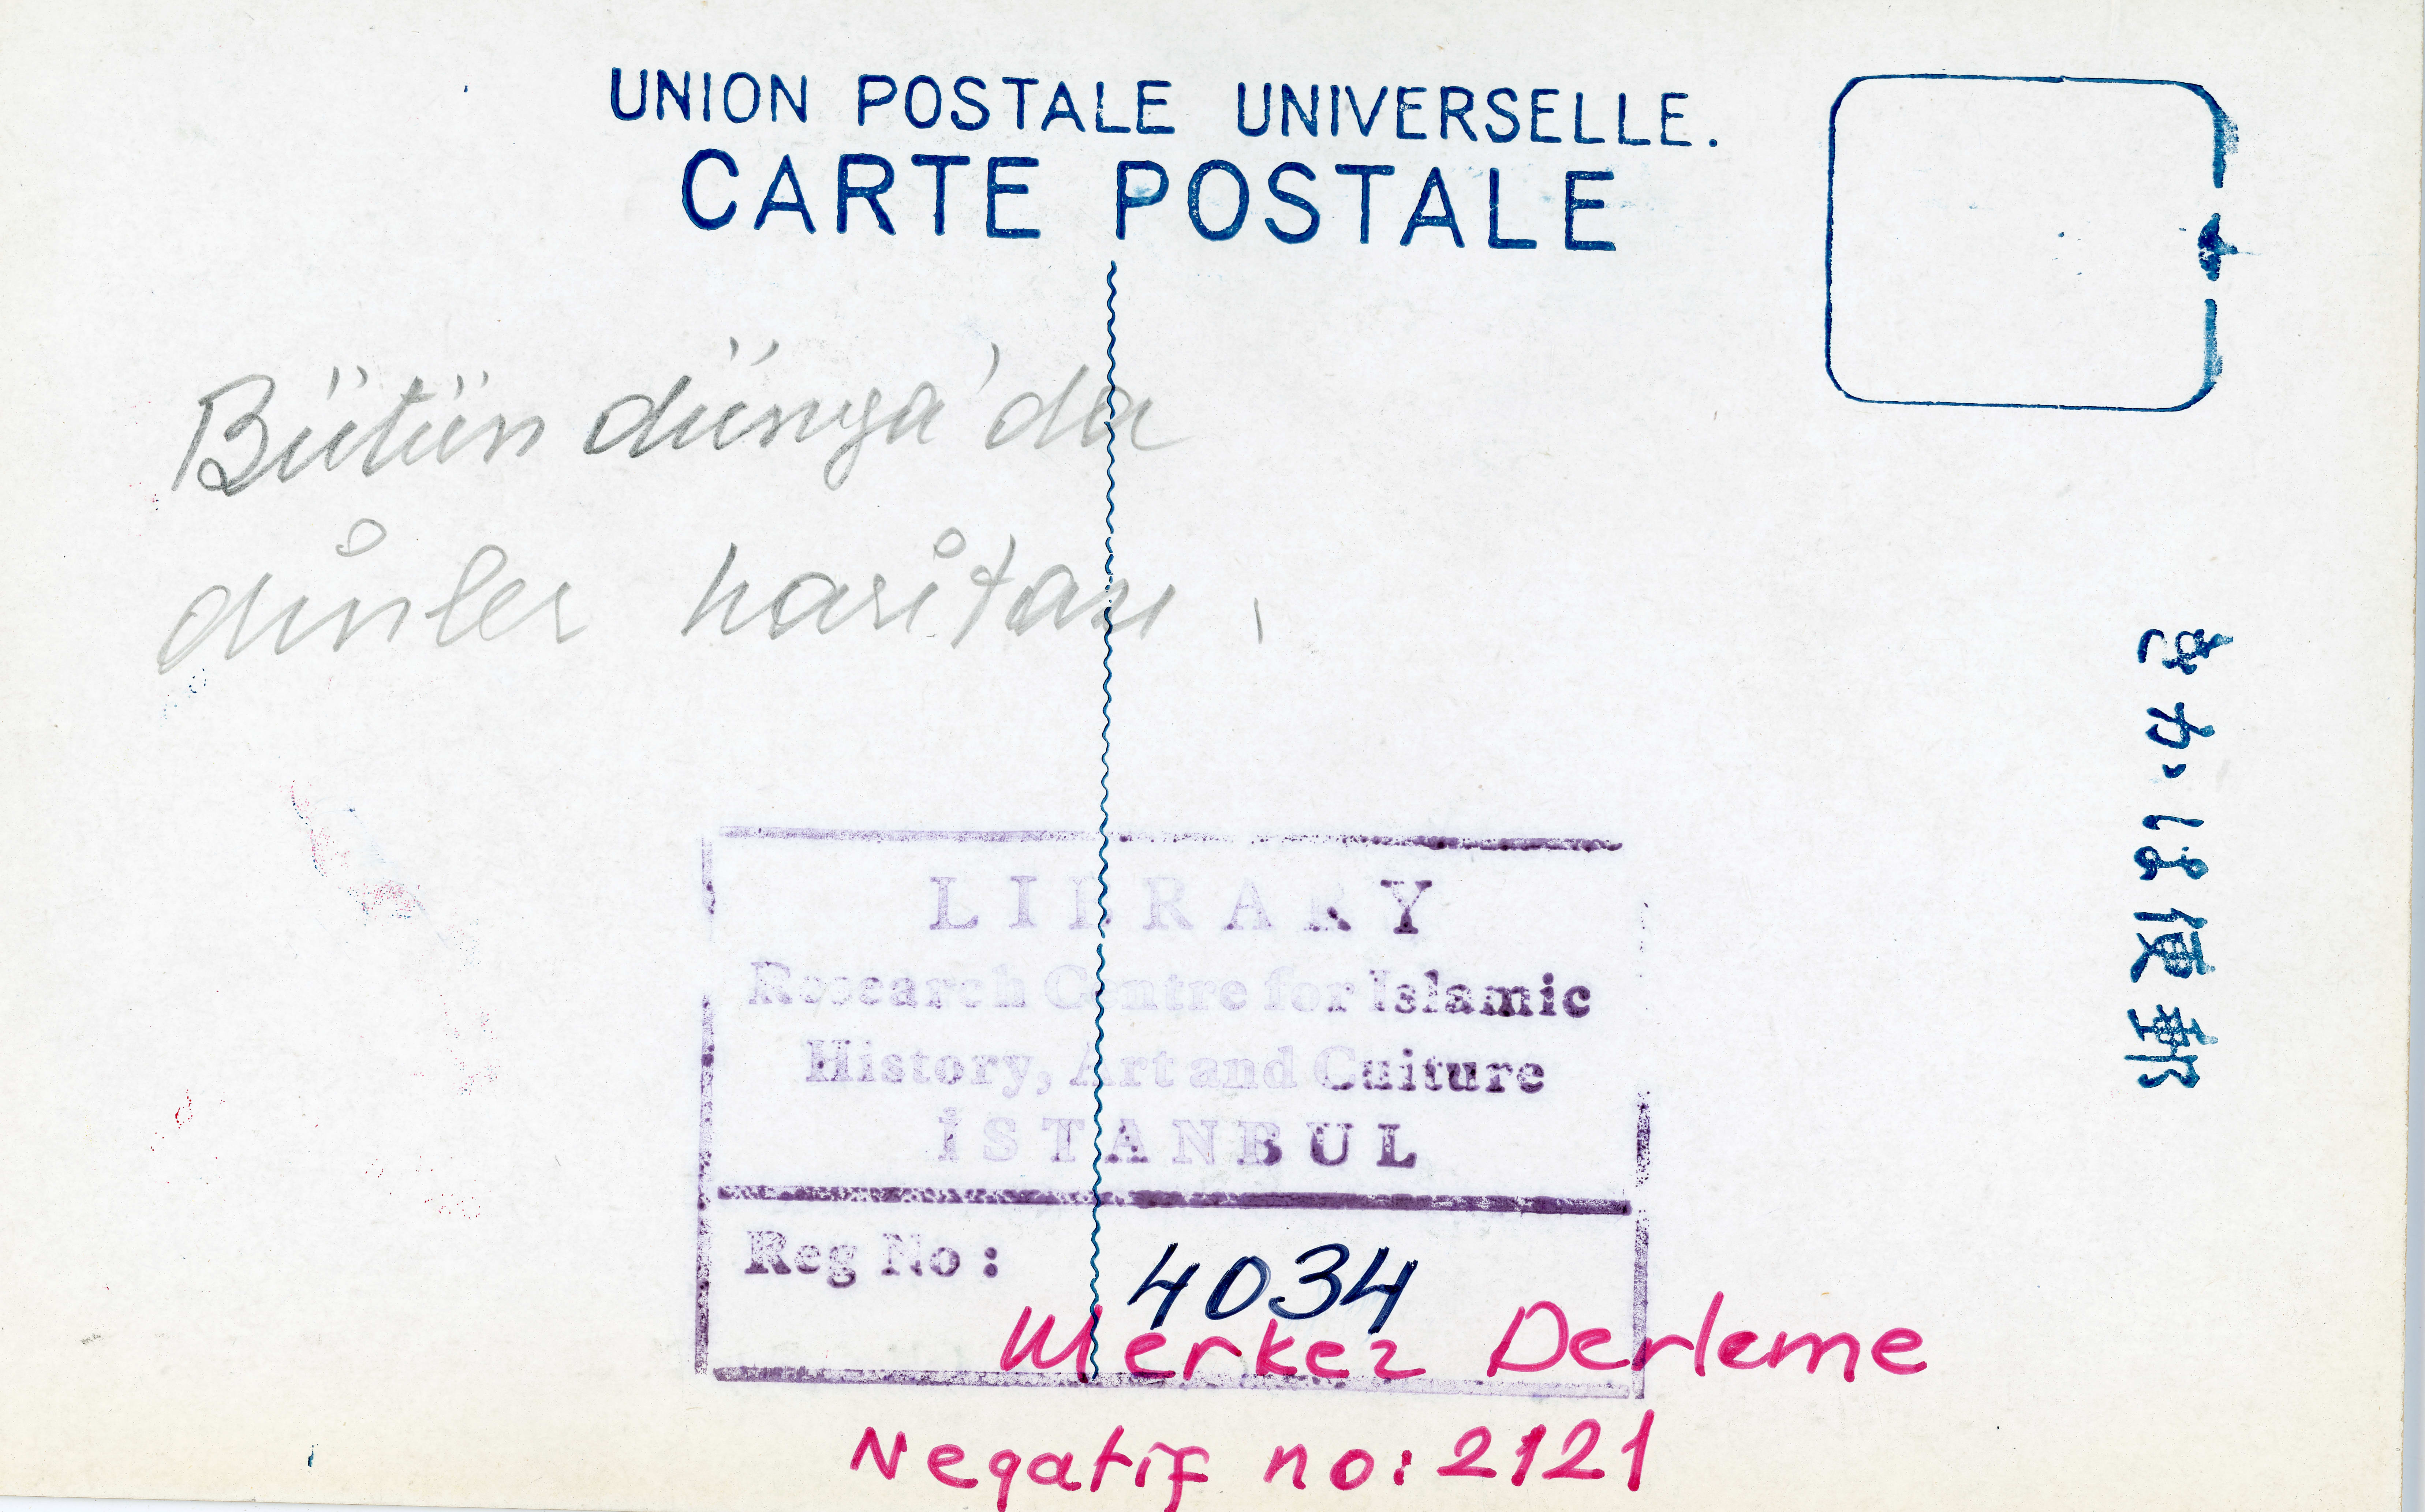 UNION POSTALE UNIVERSELLE.
CARTE POSTALE
Bütün dünya'da
dinler haritası
郵便はがき
LIBRARY
Research Centre for Islamic
History, Art and Culture
İSTANBUL
Reg No: 4034
Merkez Derleme
Negatif no: 2121